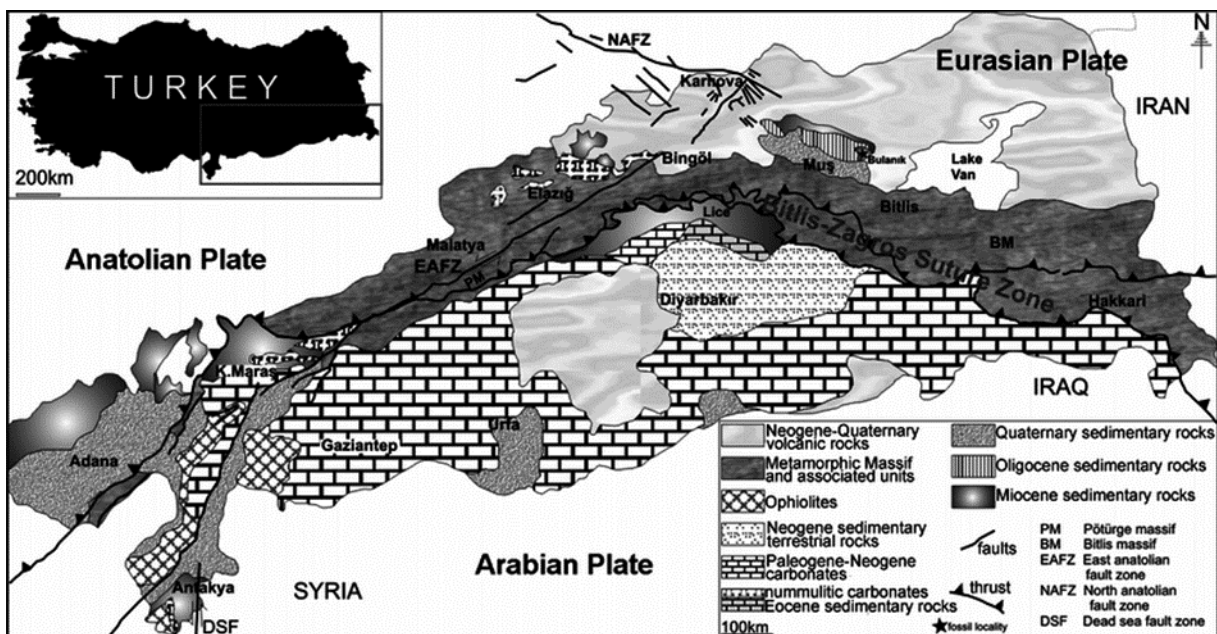 TURKEY
200km
NAFZ
Karlıova
Eurasian Plate
N
IRAN
Bingöl
Muş
Bulanık
Lake
Van
Elazığ
Lice
Bitlis
Bitlis-Zagros Suture Zone
BM
Malatya
EAFZ
PM
Anatolian Plate
Diyarbakır
Hakkari
K.Maraş
IRAQ
Adana
Gaziantep
Urfa
Antakya
SYRIA
DSF
Arabian Plate
Neogene-Quaternary
volcanic rocks
Metamorphic Massif
and associated units
Ophiolites
Neogene sedimentary
terrestrial rocks
Paleogene-Neogene
carbonates
nummulitic carbonates
Eocene sedimentary rocks
100km
Quaternary sedimentary rocks
Oligocene sedimentary rocks
Miocene sedimentary rocks
faults
thrust
fossil locality
PM Pötürge massif
BM Bitlis massif
EAFZ East anatolian
fault zone
NAFZ North anatolian
fault zone
DSF Dead sea fault zone